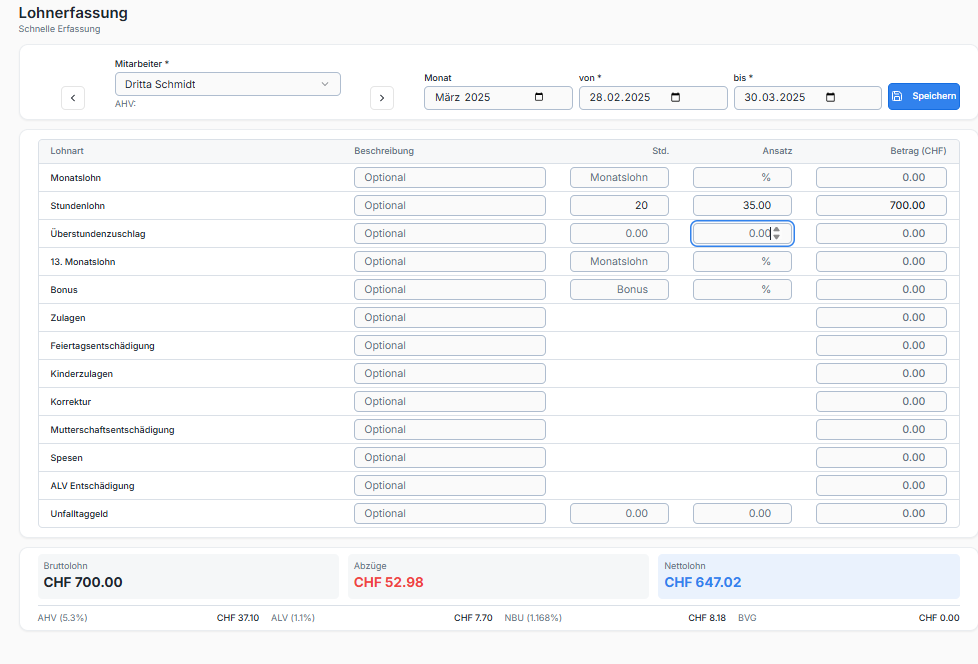 Lohnerfassung
Schnelle Erfassung
Mitarbeiter *
Dritta Schmidt
AHV:
Monat
März 2025
von *
28.02.2025
bis *
30.03.2025
Speichern
Lohnart Beschreibung Std. Ansatz Betrag (CHF)
Monatslohn Optional Monatslohn % 0.00
Stundenlohn Optional 20 35.00 700.00
Überstundenzuschlag Optional 0.00 0.00 0.00
13. Monatslohn Optional Monatslohn % 0.00
Bonus Optional Bonus % 0.00
Zulagen Optional 0.00
Feiertagsentschädigung Optional 0.00
Kinderzulagen Optional 0.00
Korrektur Optional 0.00
Mutterschaftsentschädigung Optional 0.00
Spesen Optional 0.00
ALV Entschädigung Optional 0.00
Unfalltaggeld Optional 0.00 0.00 0.00
Bruttolohn
CHF 700.00
Abzüge
CHF 52.98
Nettolohn
CHF 647.02
AHV (5.3%) CHF 37.10 ALV (1.1%) CHF 7.70 NBU (1.168%) CHF 8.18 BVG CHF 0.00